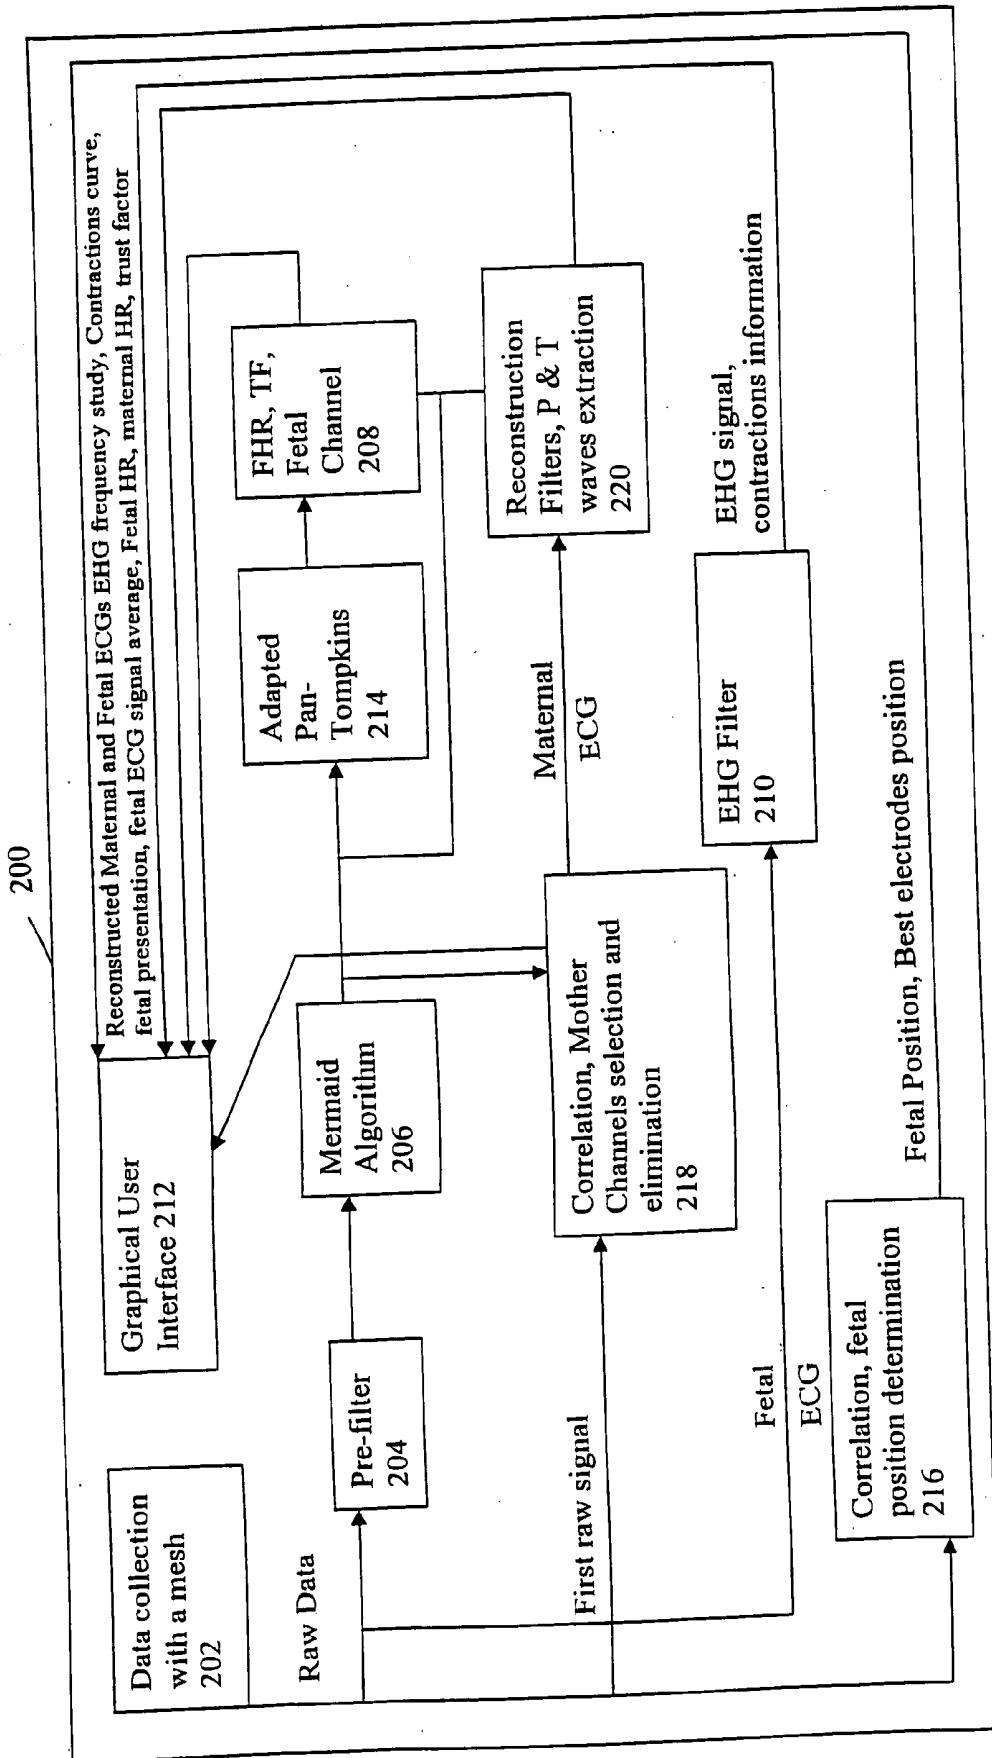 200
Reconstructed Maternal and Fetal ECGs EHG frequency study, Contractions curve,
fetal presentation, fetal ECG signal average, Fetal HR, maternal HR, trust factor
Data collection
with a mesh
202
Graphical User
Interface 212
Raw Data
Pre-filter
204
Mermaid
Algorithm
206
Adapted
Pan-
Tompkins
214
FHR, TF,
Fetal
Channel
208
First raw signal
Correlation, Mother
Channels selection and
elimination
218
Maternal
ECG
Reconstruction
Filters, P & T
waves extraction
220
Fetal
ECG
EHG Filter
210
EHG signal,
contractions information
Correlation, fetal
position determination
216
Fetal Position, Best electrodes position